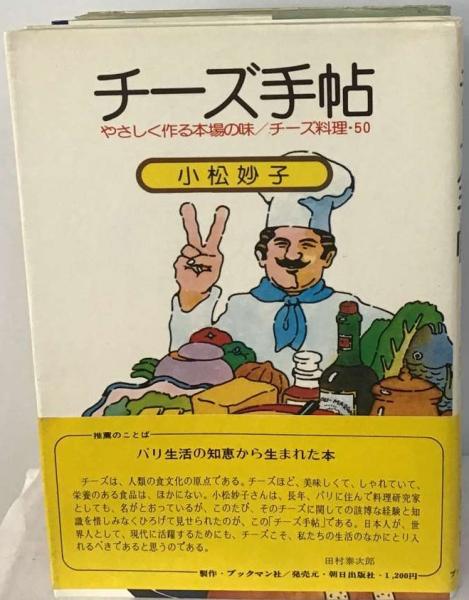 チーズ手帖
やさしく作る本場の味／チーズ料理・50
小松妙子
推薦のことば
パリ生活の知恵から生まれた本
チーズは、人類の食文化の原点である。チーズほど、美味しくて、しゃれていて、
栄養のある食品は、ほかにない。小松妙子さんは、長年、パリに住んで料理研究家
としても、名がとおっているが、このたび、そのチーズに関しての該博な経験と知
識を惜しみなくひろげて見せられたのが、この「チーズ手帖」である。日本人が、世
界人として、現代に活躍するためにも、チーズこそ、私たちの生活のなかにとり入
れるべきであると思うのである。
田村泰次郎
製作・ブックマン社／発売元・朝日出版社・1,200円